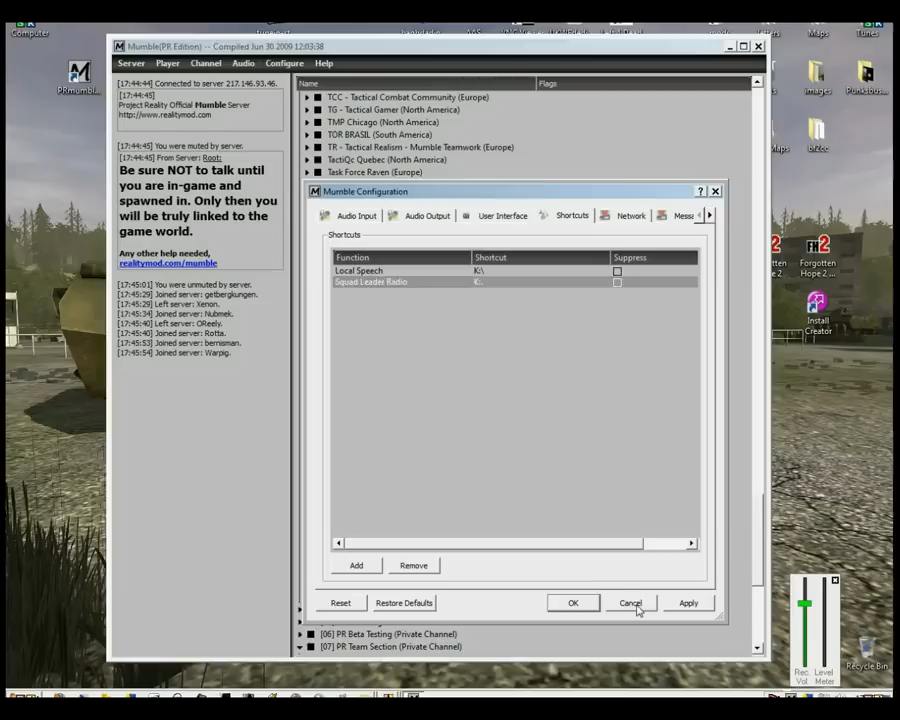 Computer
Maps
iTunes
Mumble(PR Edition) -- Compiled Jun 30 2009 12:03:38
Server Player Channel Audio Configure Help
PRmumbl...
images
Punksbus...
Maps
bf2cc
[17:44:44] Connected to server 217.146.93.46.
[17:44:45]
Project Reality Official Mumble Server
http://www.realitymod.com
[17:44:45] You were muted by server.
[17:44:45] From Server: Root:
Be sure NOT to talk until
you are in-game and
spawned in. Only then you
will be truly linked to the
game world.
Any other help needed,
realitymod.com/mumble
[17:45:01] You were unmuted by server.
[17:45:29] Joined server: getbergkungen.
[17:45:29] Left server: Xenon.
[17:45:34] Joined server: Nubmek.
[17:45:40] Left server: OReely.
[17:45:40] Joined server: Rotta.
[17:45:53] Joined server: bernisman.
[17:45:54] Joined server: Warpig.
Name Flags
TCC - Tactical Combat Community (Europe)
TG - Tactical Gamer (North America)
TMP Chicago (North America)
TOR BRASIL (South America)
TR - Tactical Realism - Mumble Teamwork (Europe)
TactiQc Quebec (North America)
Task Force Raven (Europe)
Mumble Configuration
Audio Input Audio Output User Interface Shortcuts Network Messa
Shortcuts
Function Shortcut Suppress
Local Speech K:\
Squad Leader Radio K:.
Add Remove
Reset Restore Defaults OK Cancel Apply
[06] PR Beta Testing (Private Channel)
[07] PR Team Section (Private Channel)
Forgotten
Hope 2 ...
Install
Creator
Rec. Vol
Level Meter
Recycle Bin